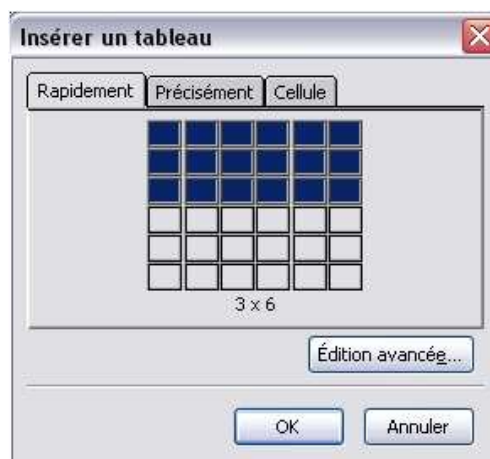 Insérer un tableau
Rapidement Précisément Cellule
3 x 6
Édition avancée...
OK Annuler